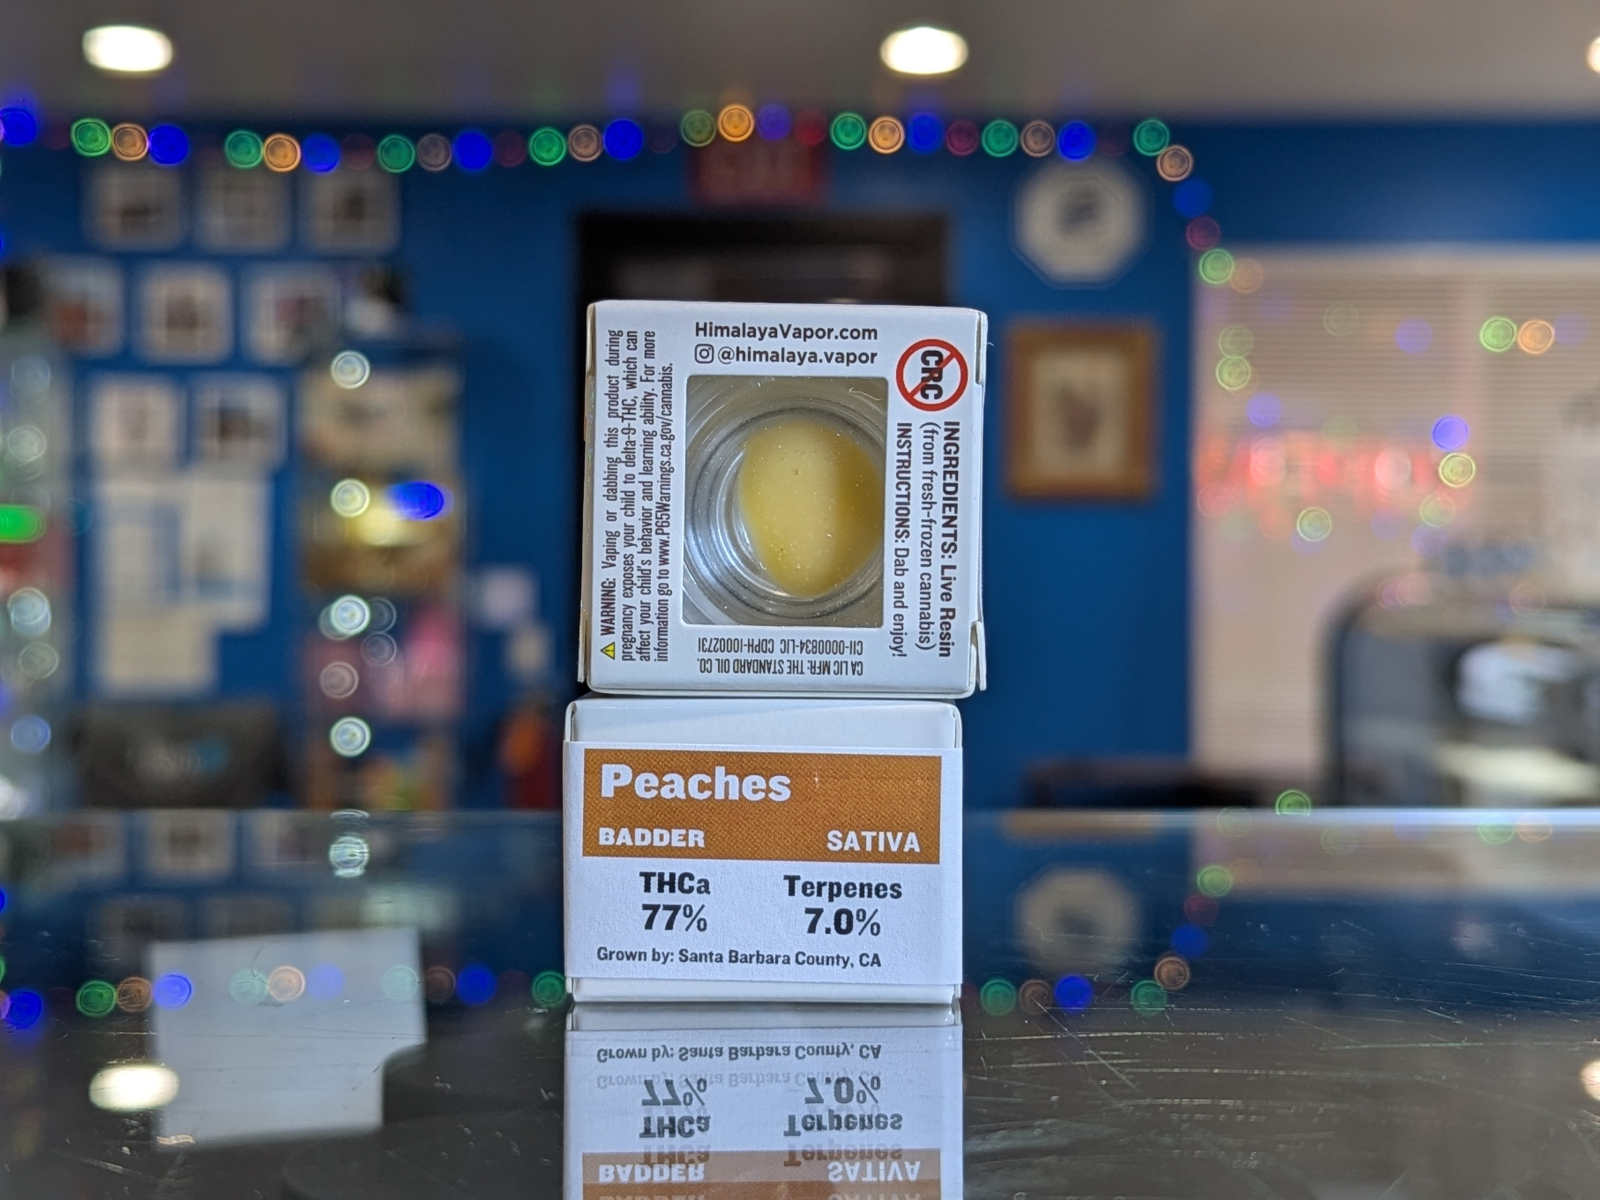 HimalayaVapor.com
@himalaya.vapor
CRC
⚠ WARNING: Vaping or dabbing this product during
pregnancy exposes your child to delta-9-THC, which can
affect your child's behavior and learning ability. For more
information go to www.P65Warnings.ca.gov/cannabis.
INGREDIENTS: Live Resin
(from fresh-frozen cannabis)
INSTRUCTIONS: Dab and enjoy!
CA LIC MFR: THE STANDARD OIL CO.
C11-0000834-LIC CDPH-10002731
Peaches
BADDER SATIVA
THCa Terpenes
77% 7.0%
Grown by: Santa Barbara County, CA